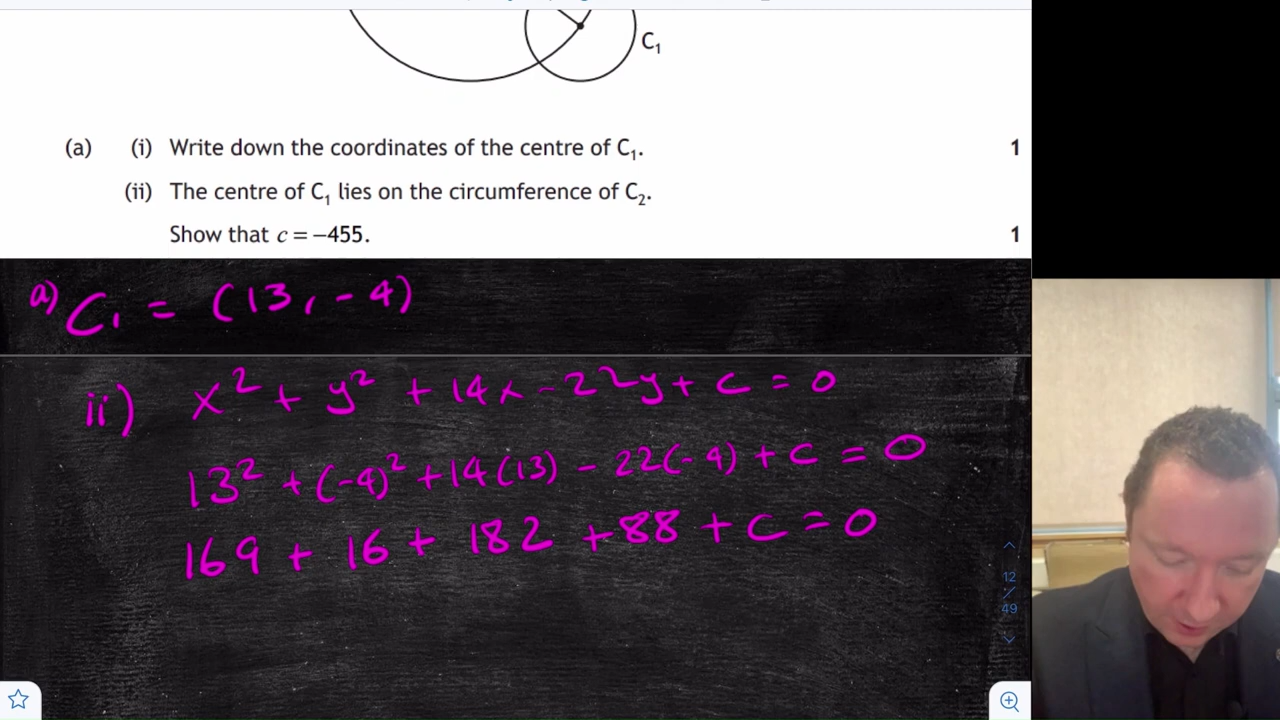 C₁
(a) (i) Write down the coordinates of the centre of C₁. 1
(ii) The centre of C₁ lies on the circumference of C₂.
Show that c = −455. 1
a) C₁ = (13, -4)
ii) x² + y² + 14x - 22y + c = 0
13² + (-4)² + 14(13) - 22(-4) + c = 0
169 + 16 + 182 + 88 + c = 0
12
/
49